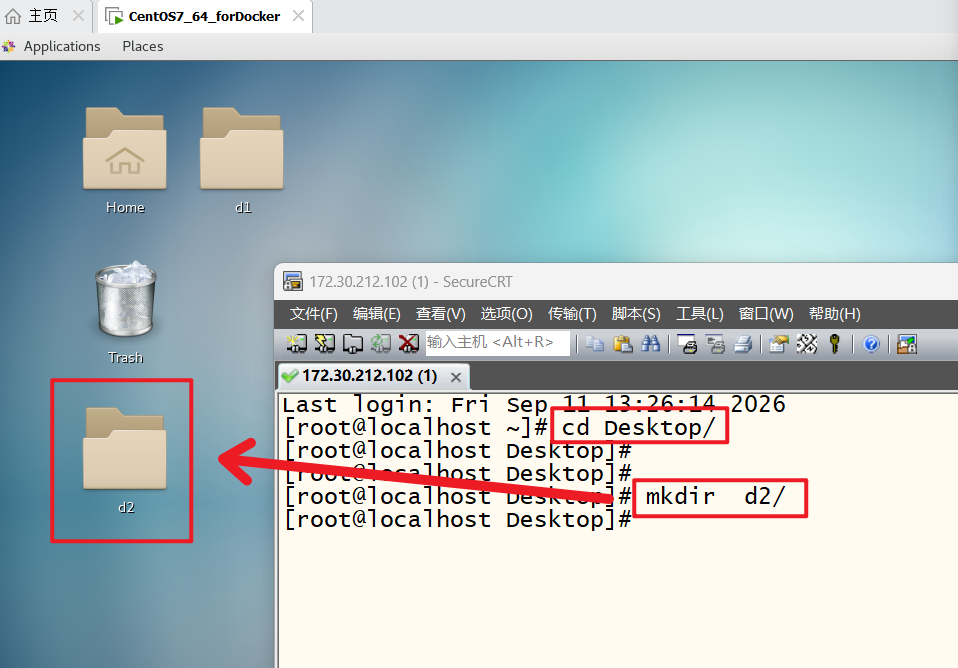 主页
CentOS7_64_forDocker
Applications Places
Home
d1
Trash
d2
172.30.212.102 (1) - SecureCRT
文件(F) 编辑(E) 查看(V) 选项(O) 传输(T) 脚本(S) 工具(L) 窗口(W) 帮助(H)
输入主机 <Alt+R>
172.30.212.102 (1)
Last login: Fri Sep 11 13:26:14 2026
[root@localhost ~]# cd Desktop/
[root@localhost Desktop]#
[root@localhost Desktop]#
[root@localhost Desktop]# mkdir  d2/
[root@localhost Desktop]#